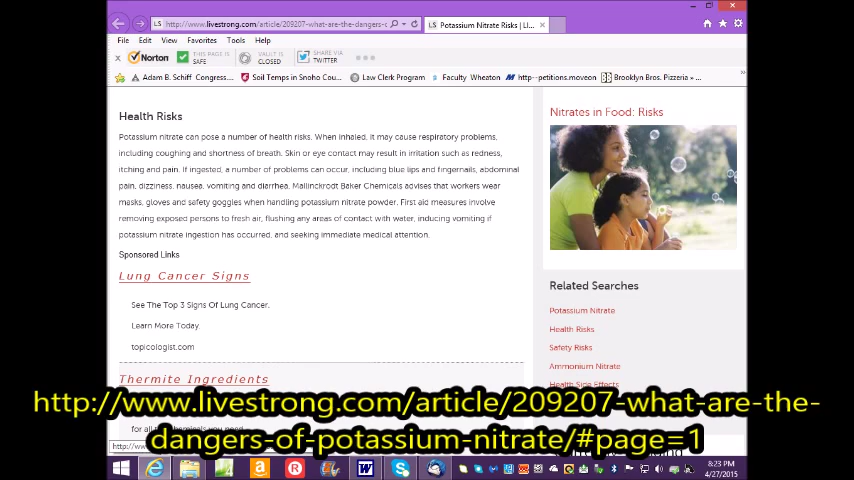 http://www.livestrong.com/article/209207-what-are-the-dangers-c
Potassium Nitrate Risks | LI...
File Edit View Favorites Tools Help
x Norton THIS PAGE IS SAFE VAULT IS CLOSED SHARE VIA TWITTER
Adam B. Schiff Congress.... Soil Temps in Snoho Cou... Law Clerk Program Faculty Wheaton http--petitions.moveon Brooklyn Bros. Pizzeria »
Health Risks
Potassium nitrate can pose a number of health risks. When inhaled, it may cause respiratory problems,
including coughing and shortness of breath. Skin or eye contact may result in irritation such as redness,
itching and pain. If ingested, a number of problems can occur, including blue lips and fingernails, abdominal
pain, dizziness, nausea, vomiting and diarrhea. Mallinckrodt Baker Chemicals advises that workers wear
masks, gloves and safety goggles when handling potassium nitrate powder. First aid measures involve
removing exposed persons to fresh air, flushing any areas of contact with water, inducing vomiting if
potassium nitrate ingestion has occurred, and seeking immediate medical attention.
Sponsored Links
Lung Cancer Signs
See The Top 3 Signs Of Lung Cancer.
Learn More Today.
topicologist.com
Thermite Ingredients
for all
Nitrates in Food: Risks
Related Searches
Potassium Nitrate
Health Risks
Safety Risks
Ammonium Nitrate
Health Side Effects
http://www.livestrong.com/article/209207-what-are-the-
dangers-of-potassium-nitrate/#page=1
http://ww
8:23 PM
4/27/2015